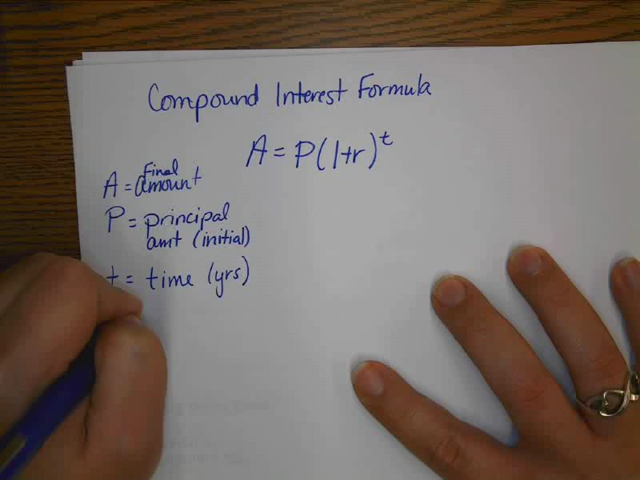 Compound Interest Formula
A = P(1+r)^t
A = Final amount
P = principal
amt (initial)
t = time (yrs)